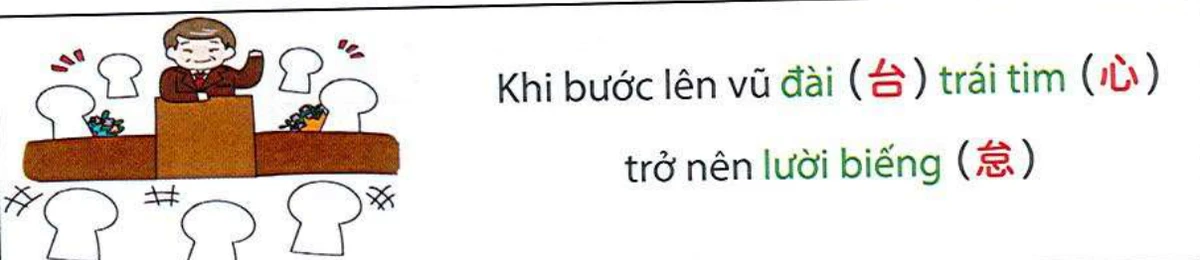 Khi bước lên vũ đài (台) trái tim (心)
trở nên lười biếng (怠)